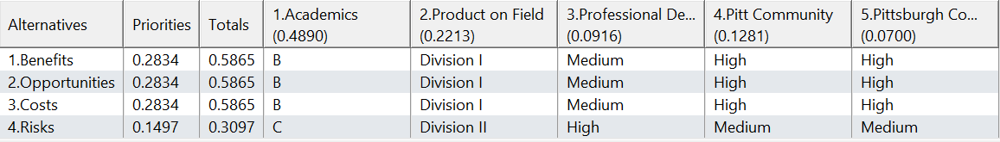 Alternatives Priorities Totals 1.Academics (0.4890) 2.Product on Field (0.2213) 3.Professional De... (0.0916) 4.Pitt Community (0.1281) 5.Pittsburgh Co... (0.0700)
1.Benefits 0.2834 0.5865 B Division I Medium High High
2.Opportunities 0.2834 0.5865 B Division I Medium High High
3.Costs 0.2834 0.5865 B Division I Medium High High
4.Risks 0.1497 0.3097 C Division II High Medium Medium